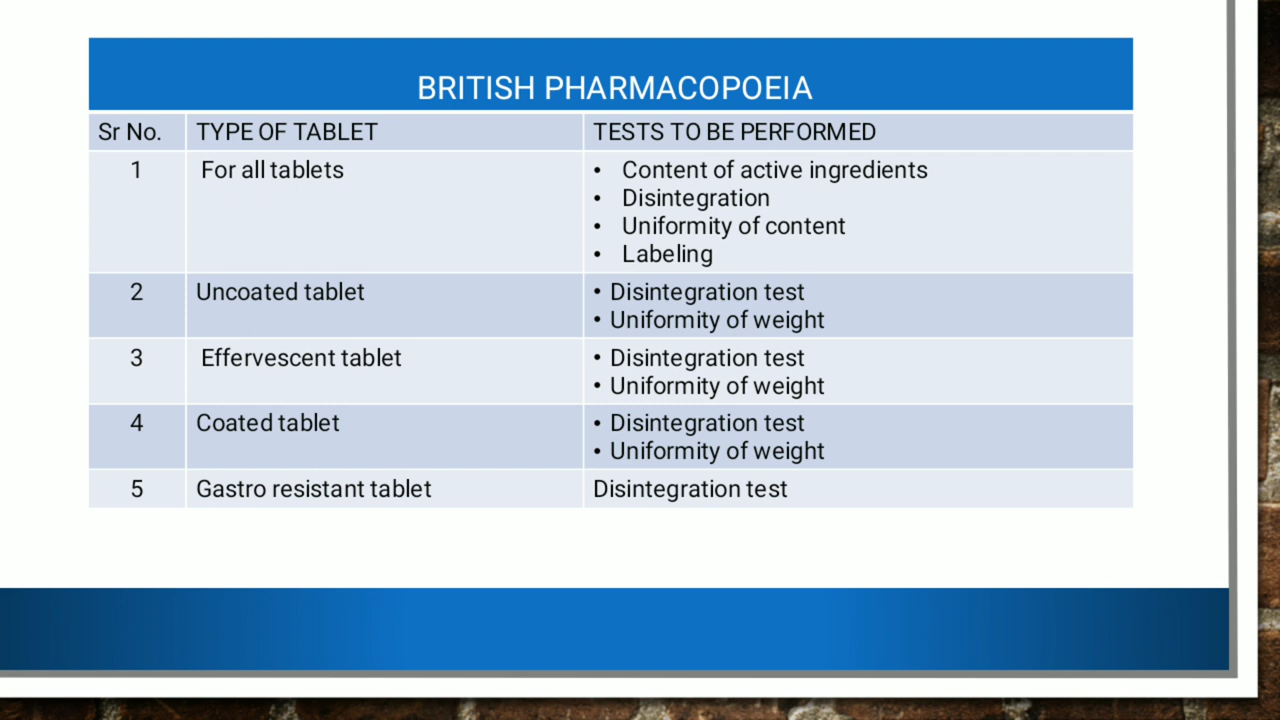 BRITISH PHARMACOPOEIA
Sr No. TYPE OF TABLET TESTS TO BE PERFORMED
1 For all tablets • Content of active ingredients
• Disintegration
• Uniformity of content
• Labeling
2 Uncoated tablet • Disintegration test
• Uniformity of weight
3 Effervescent tablet • Disintegration test
• Uniformity of weight
4 Coated tablet • Disintegration test
• Uniformity of weight
5 Gastro resistant tablet Disintegration test